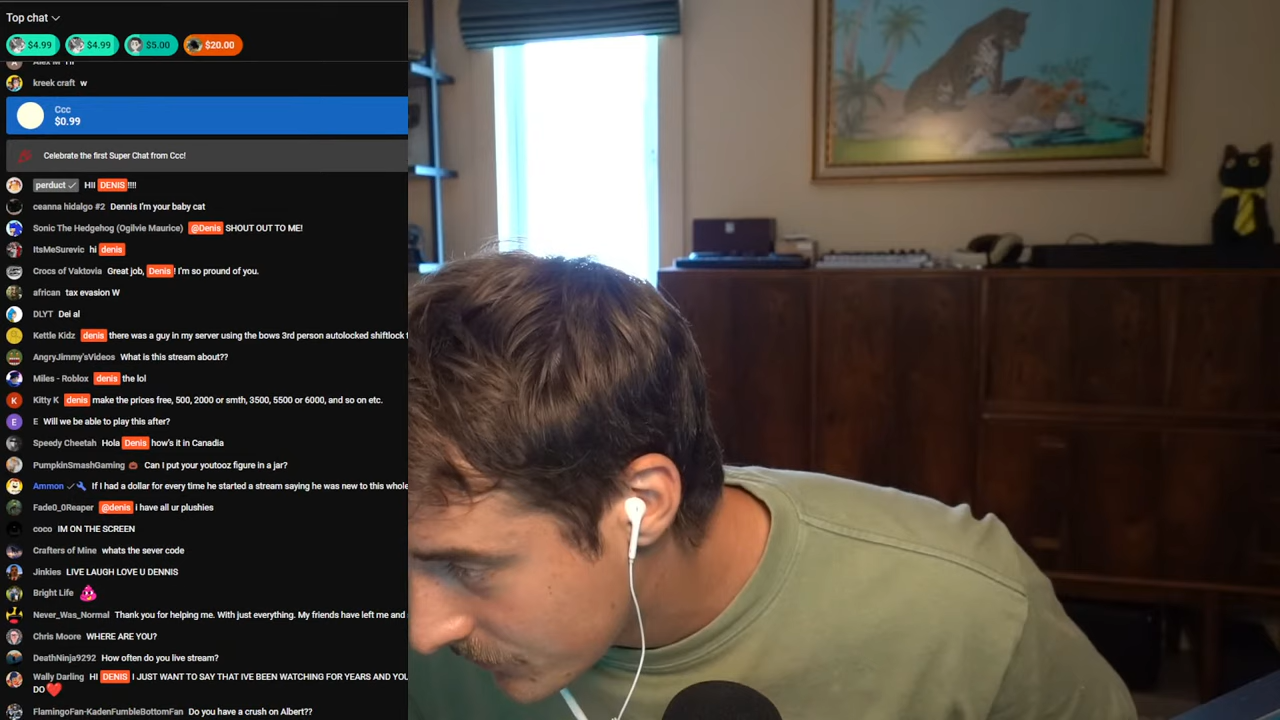 Top chat
$4.99 $4.99 $5.00 $20.00
kreek craft w
Ccc
$0.99
Celebrate the first Super Chat from Ccc!
perduct HII DENIS !!!!
ceanna hidalgo #2 Dennis I'm your baby cat
Sonic The Hedgehog (Ogilvie Maurice) @Denis SHOUT OUT TO ME!
ItsMeSurevic hi denis
Crocs of Vaktovia Great job, Denis! I'm so pround of you.
african tax evasion W
DLYT Dei al
Kettle Kidz denis there was a guy in my server using the bows 3rd person autolocked shiftlock
AngryJimmy'sVideos What is this stream about??
Miles - Roblox denis the lol
Kitty K denis make the prices free, 500, 2000 or smth, 3500, 5500 or 6000, and so on etc.
E Will we be able to play this after?
Speedy Cheetah Hola Denis how's it in Canadia
PumpkinSmashGaming 🎃 Can I put your youtooz figure in a jar?
Ammon If I had a dollar for every time he started a stream saying he was new to this whole
Fade0_0Reaper @denis i have all ur plushies
coco IM ON THE SCREEN
Crafters of Mine whats the sever code
Jinkies LIVE LAUGH LOVE U DENNIS
Bright Life
Never_Was_Normal Thank you for helping me. With just everything. My friends have left me and
Chris Moore WHERE ARE YOU?
DeathNinja9292 How often do you live stream?
Wally Darling HI DENIS I JUST WANT TO SAY THAT IVE BEEN WATCHING FOR YEARS AND YOU
DO❤️
FlamingoFan-KadenFumbleBottomFan Do you have a crush on Albert??